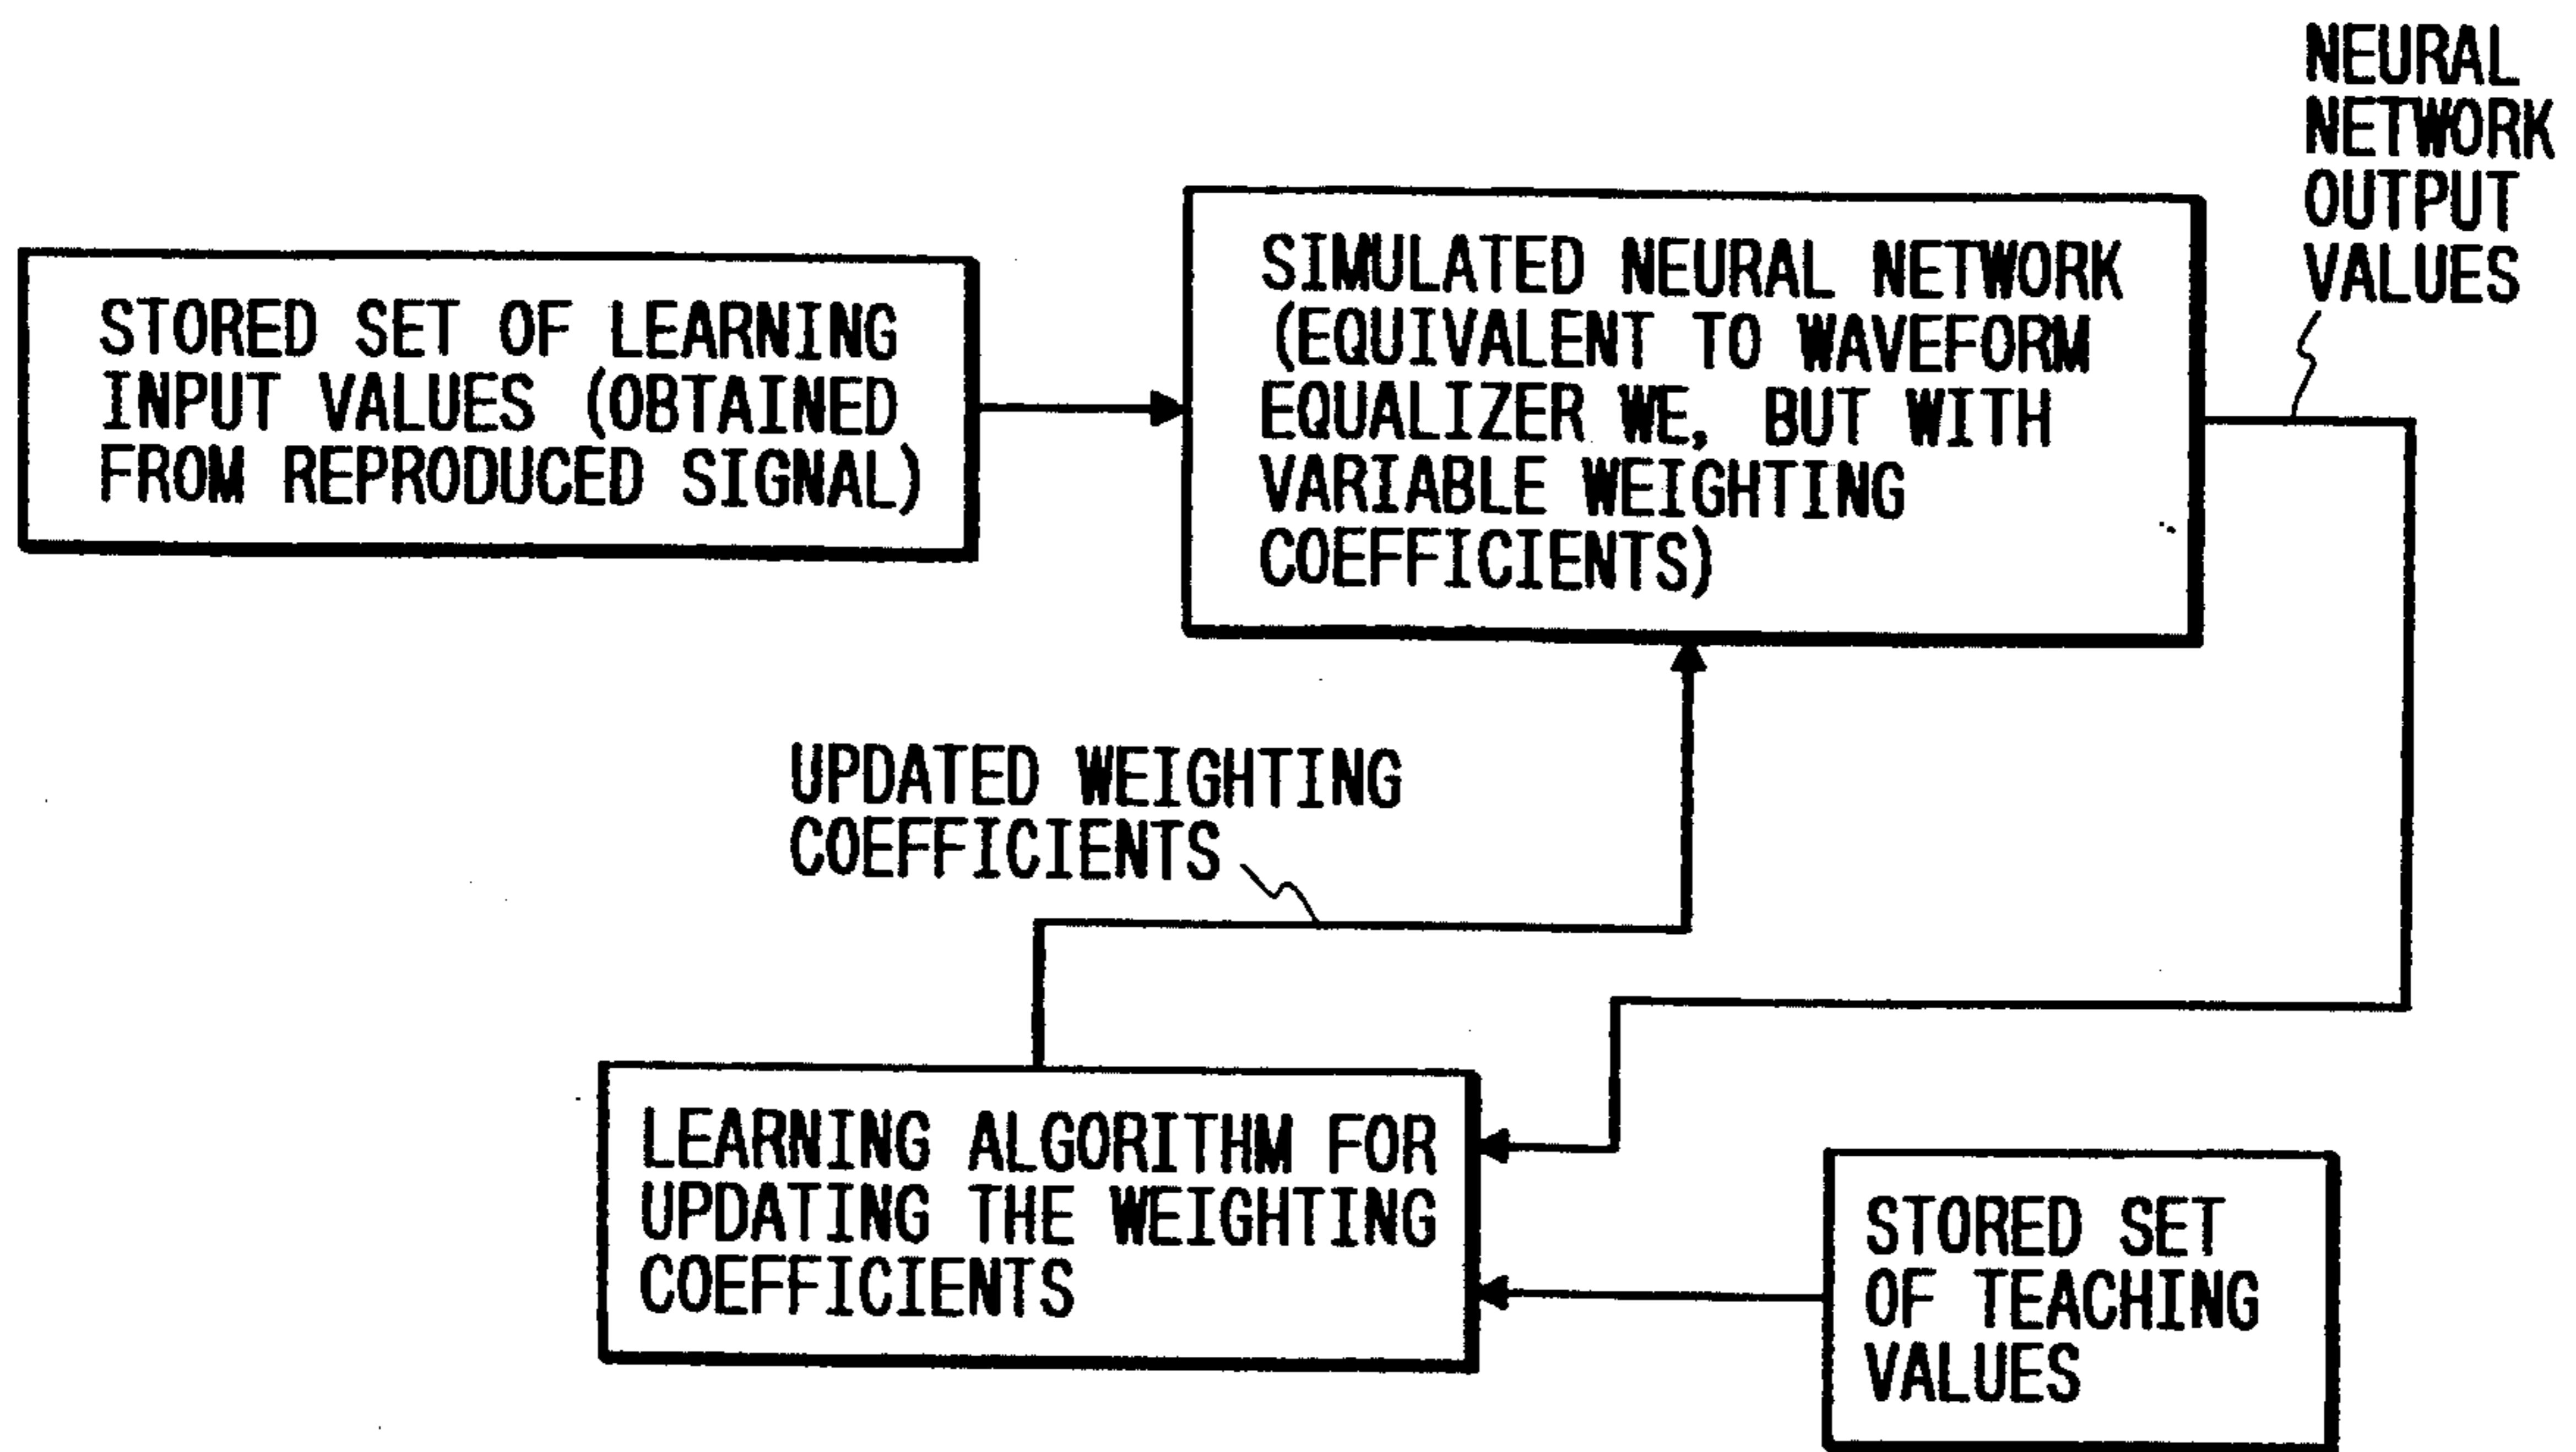 NEURAL
NETWORK
OUTPUT
VALUES
STORED SET OF LEARNING
INPUT VALUES (OBTAINED
FROM REPRODUCED SIGNAL)
SIMULATED NEURAL NETWORK
(EQUIVALENT TO WAVEFORM
EQUALIZER WE, BUT WITH
VARIABLE WEIGHTING
COEFFICIENTS)
UPDATED WEIGHTING
COEFFICIENTS
LEARNING ALGORITHM FOR
UPDATING THE WEIGHTING
COEFFICIENTS
STORED SET
OF TEACHING
VALUES